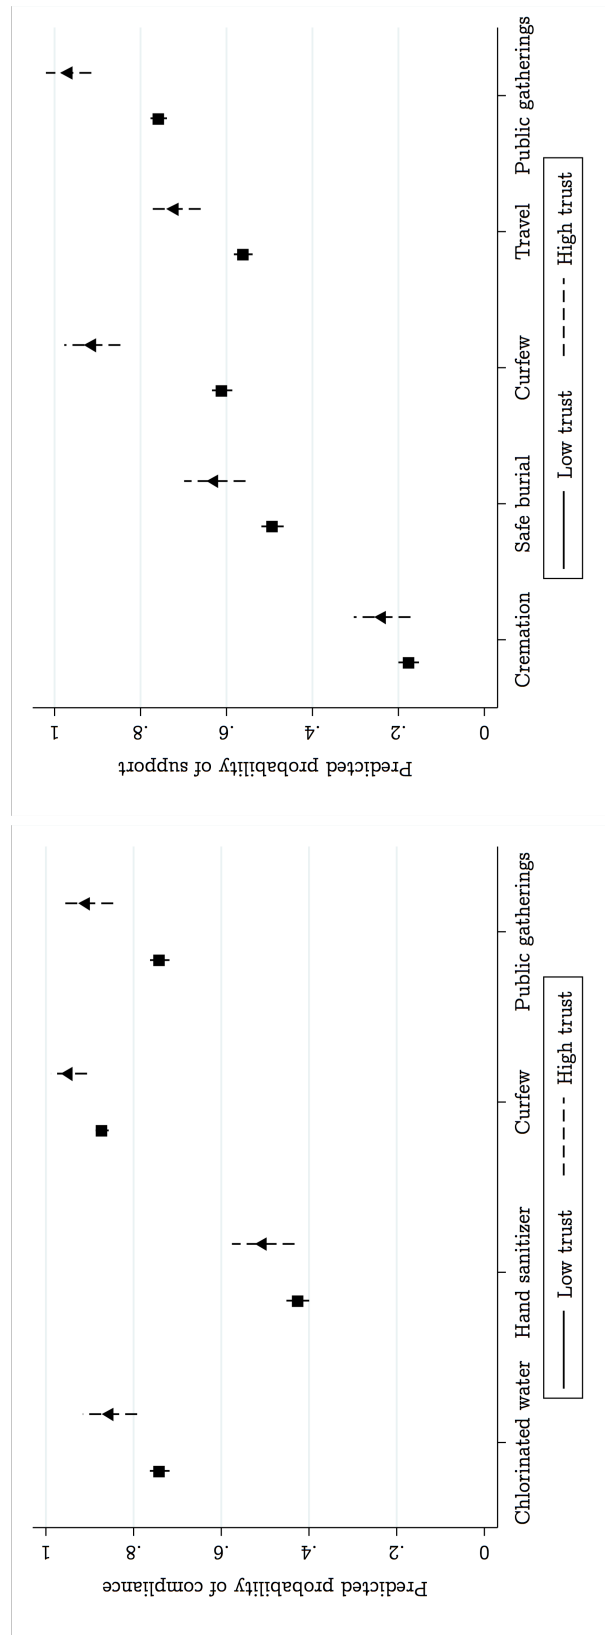 Predicted probability of compliance
1
.8
.6
.4
.2
0
Chlorinated water
Hand sanitizer
Curfew
Public gatherings
Low trust
High trust
Predicted probability of support
1
.8
.6
.4
.2
0
Cremation
Safe burial
Curfew
Travel
Public gatherings
Low trust
High trust